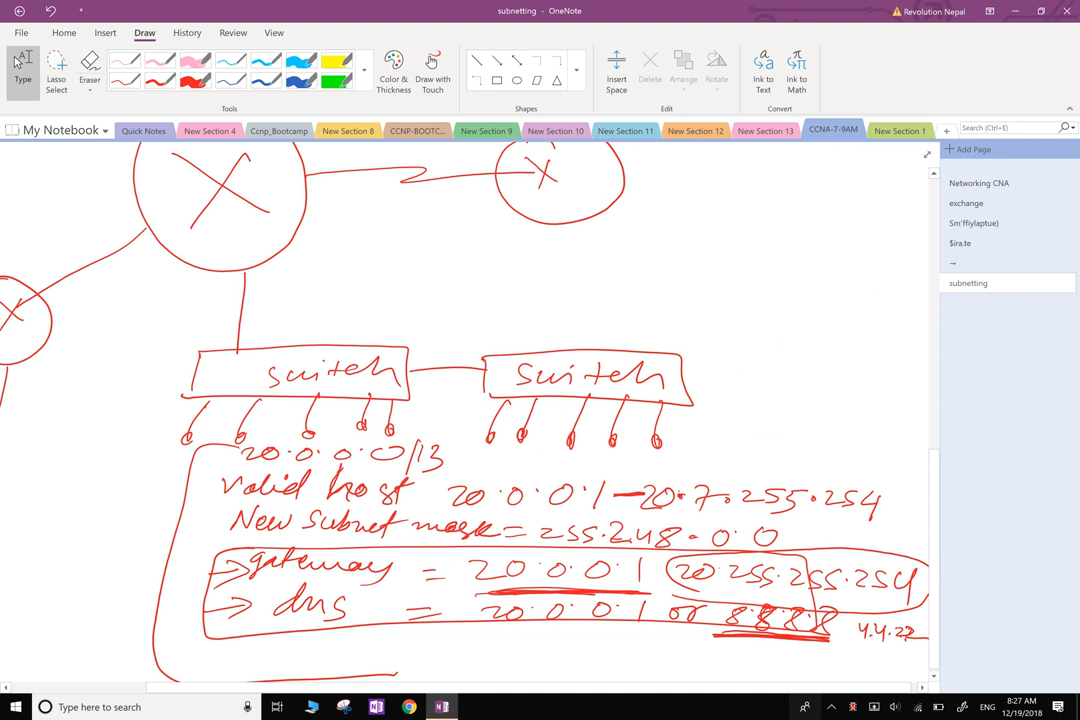 subnetting - OneNote
Revolution Nepal
File Home Insert Draw History Review View
Type
Lasso Select
Eraser
Color & Thickness
Draw with Touch
Insert Space
Delete
Arrange
Rotate
Ink to Text
Ink to Math
Tools
Shapes
Edit
Convert
My Notebook
Quick Notes New Section 4 Ccnp_Bootcamp New Section 8 CCNP-BOOTC... New Section 9 New Section 10 New Section 11 New Section 12 New Section 13 CCNA-7-9AM New Section 1
Search (Ctrl+E)
Add Page
Networking CNA
exchange
Sm'ffiylaptue)
$ira.te
subnetting
switch switch
20.0.0.0/13
Valid host 20.0.0.1-20.7.255.254
New subnet mask = 255.248.0.0
→gateway = 20.0.0.1 20.255.255.254
→ dns = 20.0.0.1 or 8.8.8.8
Type here to search
ENG
8:27 AM
12/19/2018